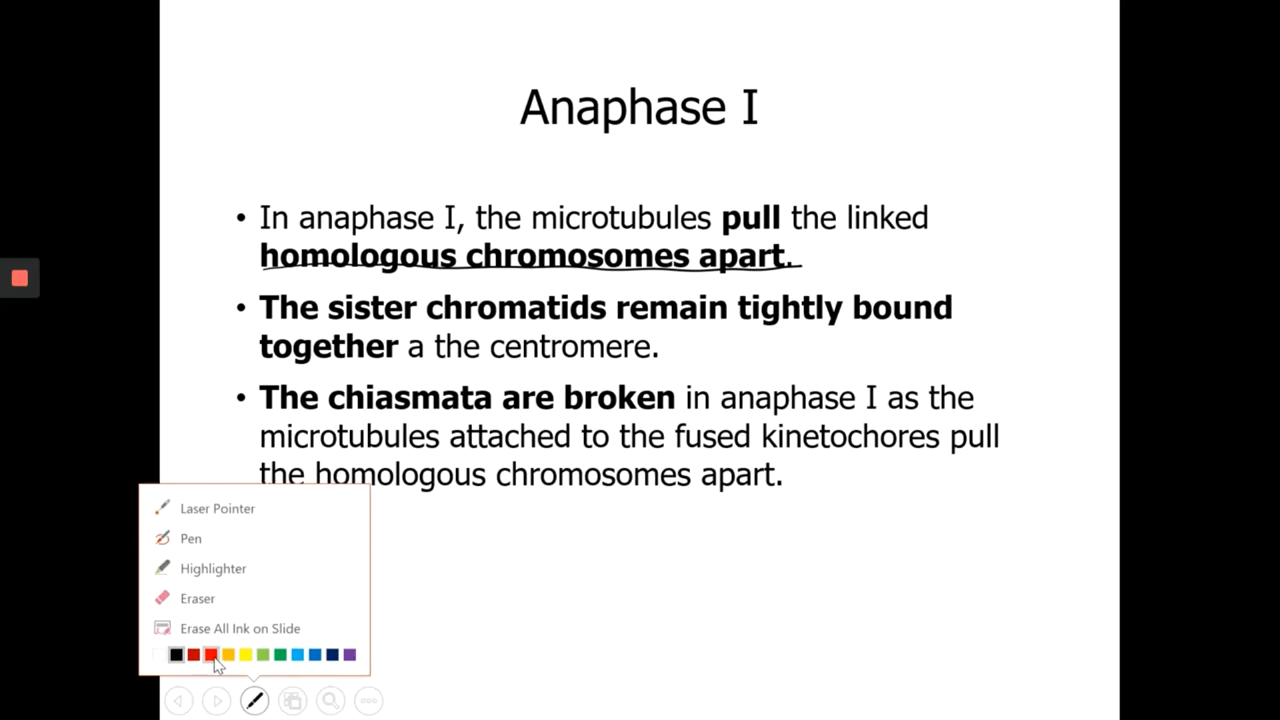 Anaphase I
• In anaphase I, the microtubules pull the linked
homologous chromosomes apart.
• The sister chromatids remain tightly bound
together a the centromere.
• The chiasmata are broken in anaphase I as the
microtubules attached to the fused kinetochores pull
the homologous chromosomes apart.
Laser Pointer
Pen
Highlighter
Eraser
Erase All Ink on Slide